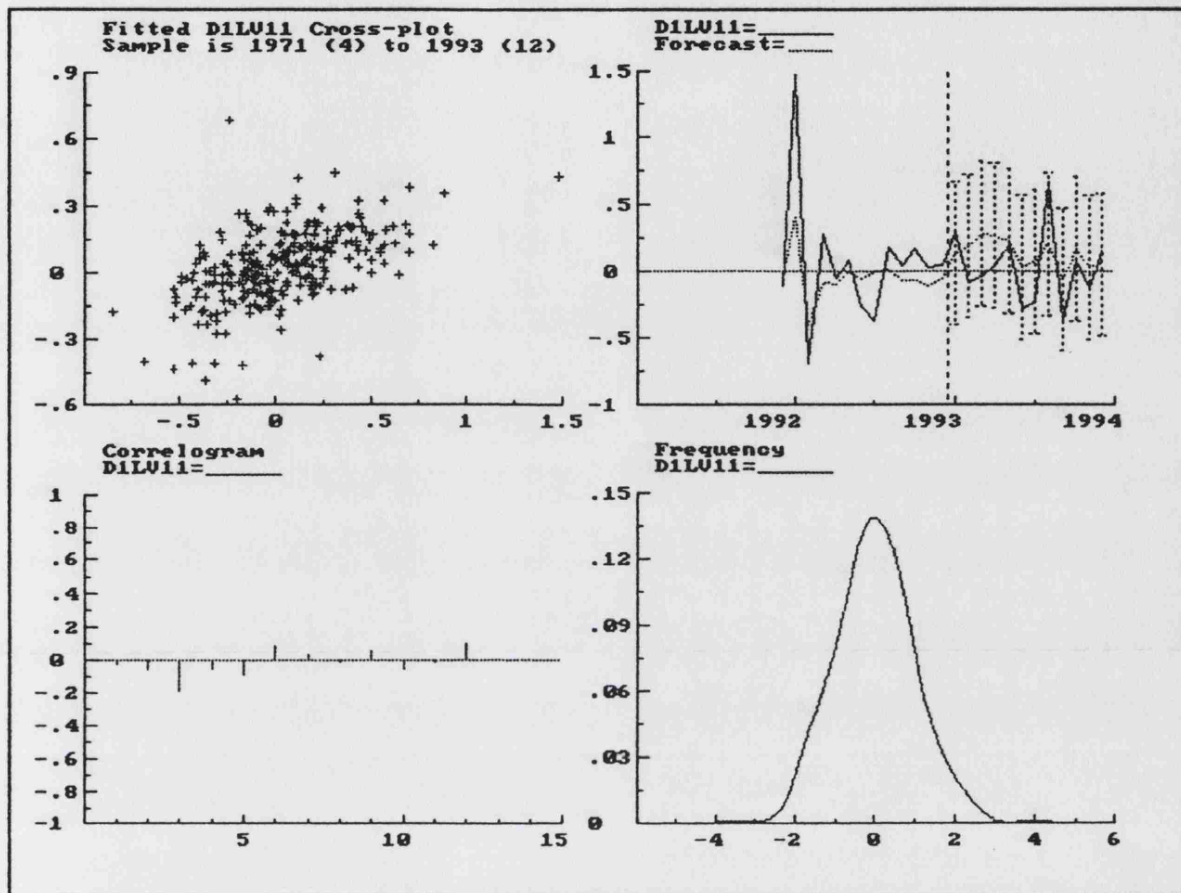 Fitted D1LV11 Cross-plot
Sample is 1971 (4) to 1993 (12)
.9
.6
.3
0
-.3
-.6
-.5 0 .5 1 1.5
D1LV11=
Forecast=
1.5
1
.5
0
-.5
-1
1992 1993 1994
Correlogram
D1LV11=
1
.8
.6
.4
.2
0
-.2
-.4
-.6
-.8
-1
5 10 15
Frequency
D1LV11=
.15
.12
.09
.06
.03
0
-4 -2 0 2 4 6